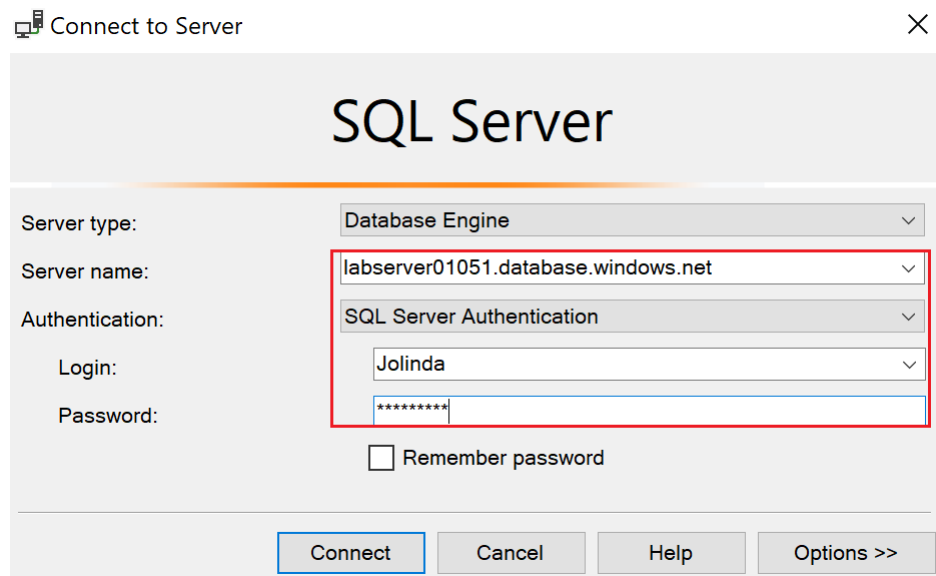 Connect to Server
SQL Server
Server type: Database Engine
Server name: labserver01051.database.windows.net
Authentication: SQL Server Authentication
Login: Jolinda
Password: *********
Remember password
Connect Cancel Help Options >>